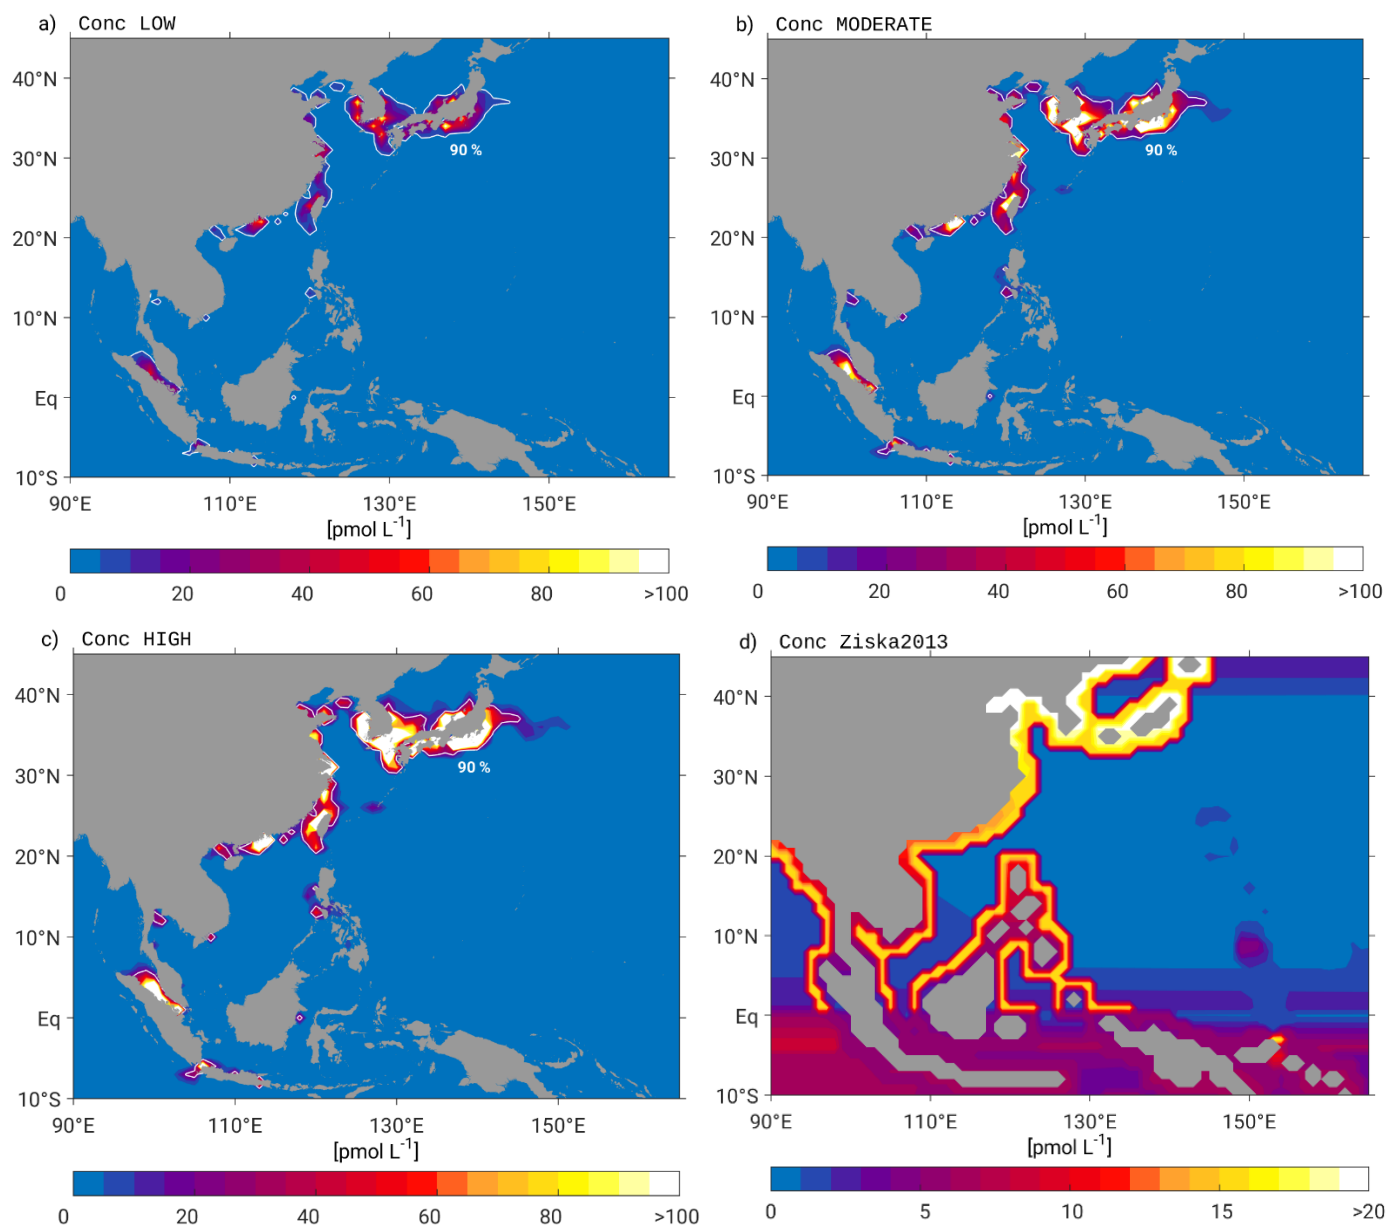 a) Conc LOW
40°N
30°N
20°N
10°N
Eq
10°S
90 %
90°E 110°E 130°E 150°E
[pmol L-1]
0 20 40 60 80 >100
b) Conc MODERATE
40°N
30°N
20°N
10°N
Eq
10°S
90 %
90°E 110°E 130°E 150°E
[pmol L-1]
0 20 40 60 80 >100
c) Conc HIGH
40°N
30°N
20°N
10°N
Eq
10°S
90 %
90°E 110°E 130°E 150°E
[pmol L-1]
0 20 40 60 80 >100
d) Conc Ziska2013
40°N
30°N
20°N
10°N
Eq
10°S
90°E 110°E 130°E 150°E
[pmol L-1]
0 5 10 15 >20